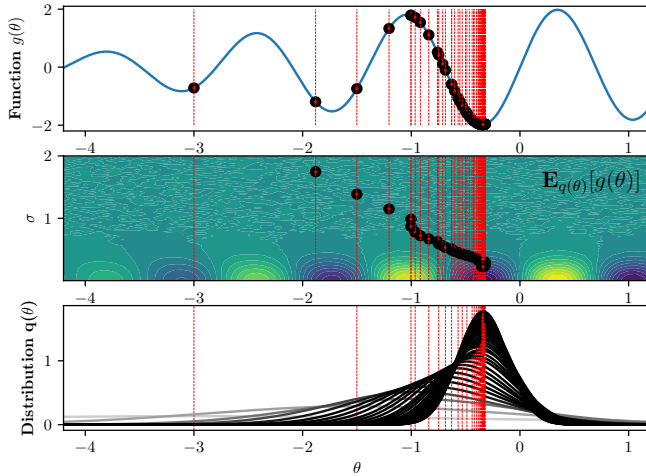 Function g(θ)
2
0
−2
−4 −3 −2 −1 0 1
σ
2
1
E_{q(θ)}[g(θ)]
−4 −3 −2 −1 0 1
Distribution q(θ)
1
0
−4 −3 −2 −1 0 1
θ